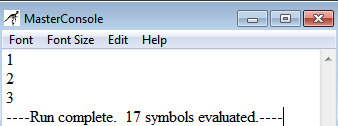 MasterConsole
Font Font Size Edit Help
1
2
3
----Run complete.  17 symbols evaluated.----